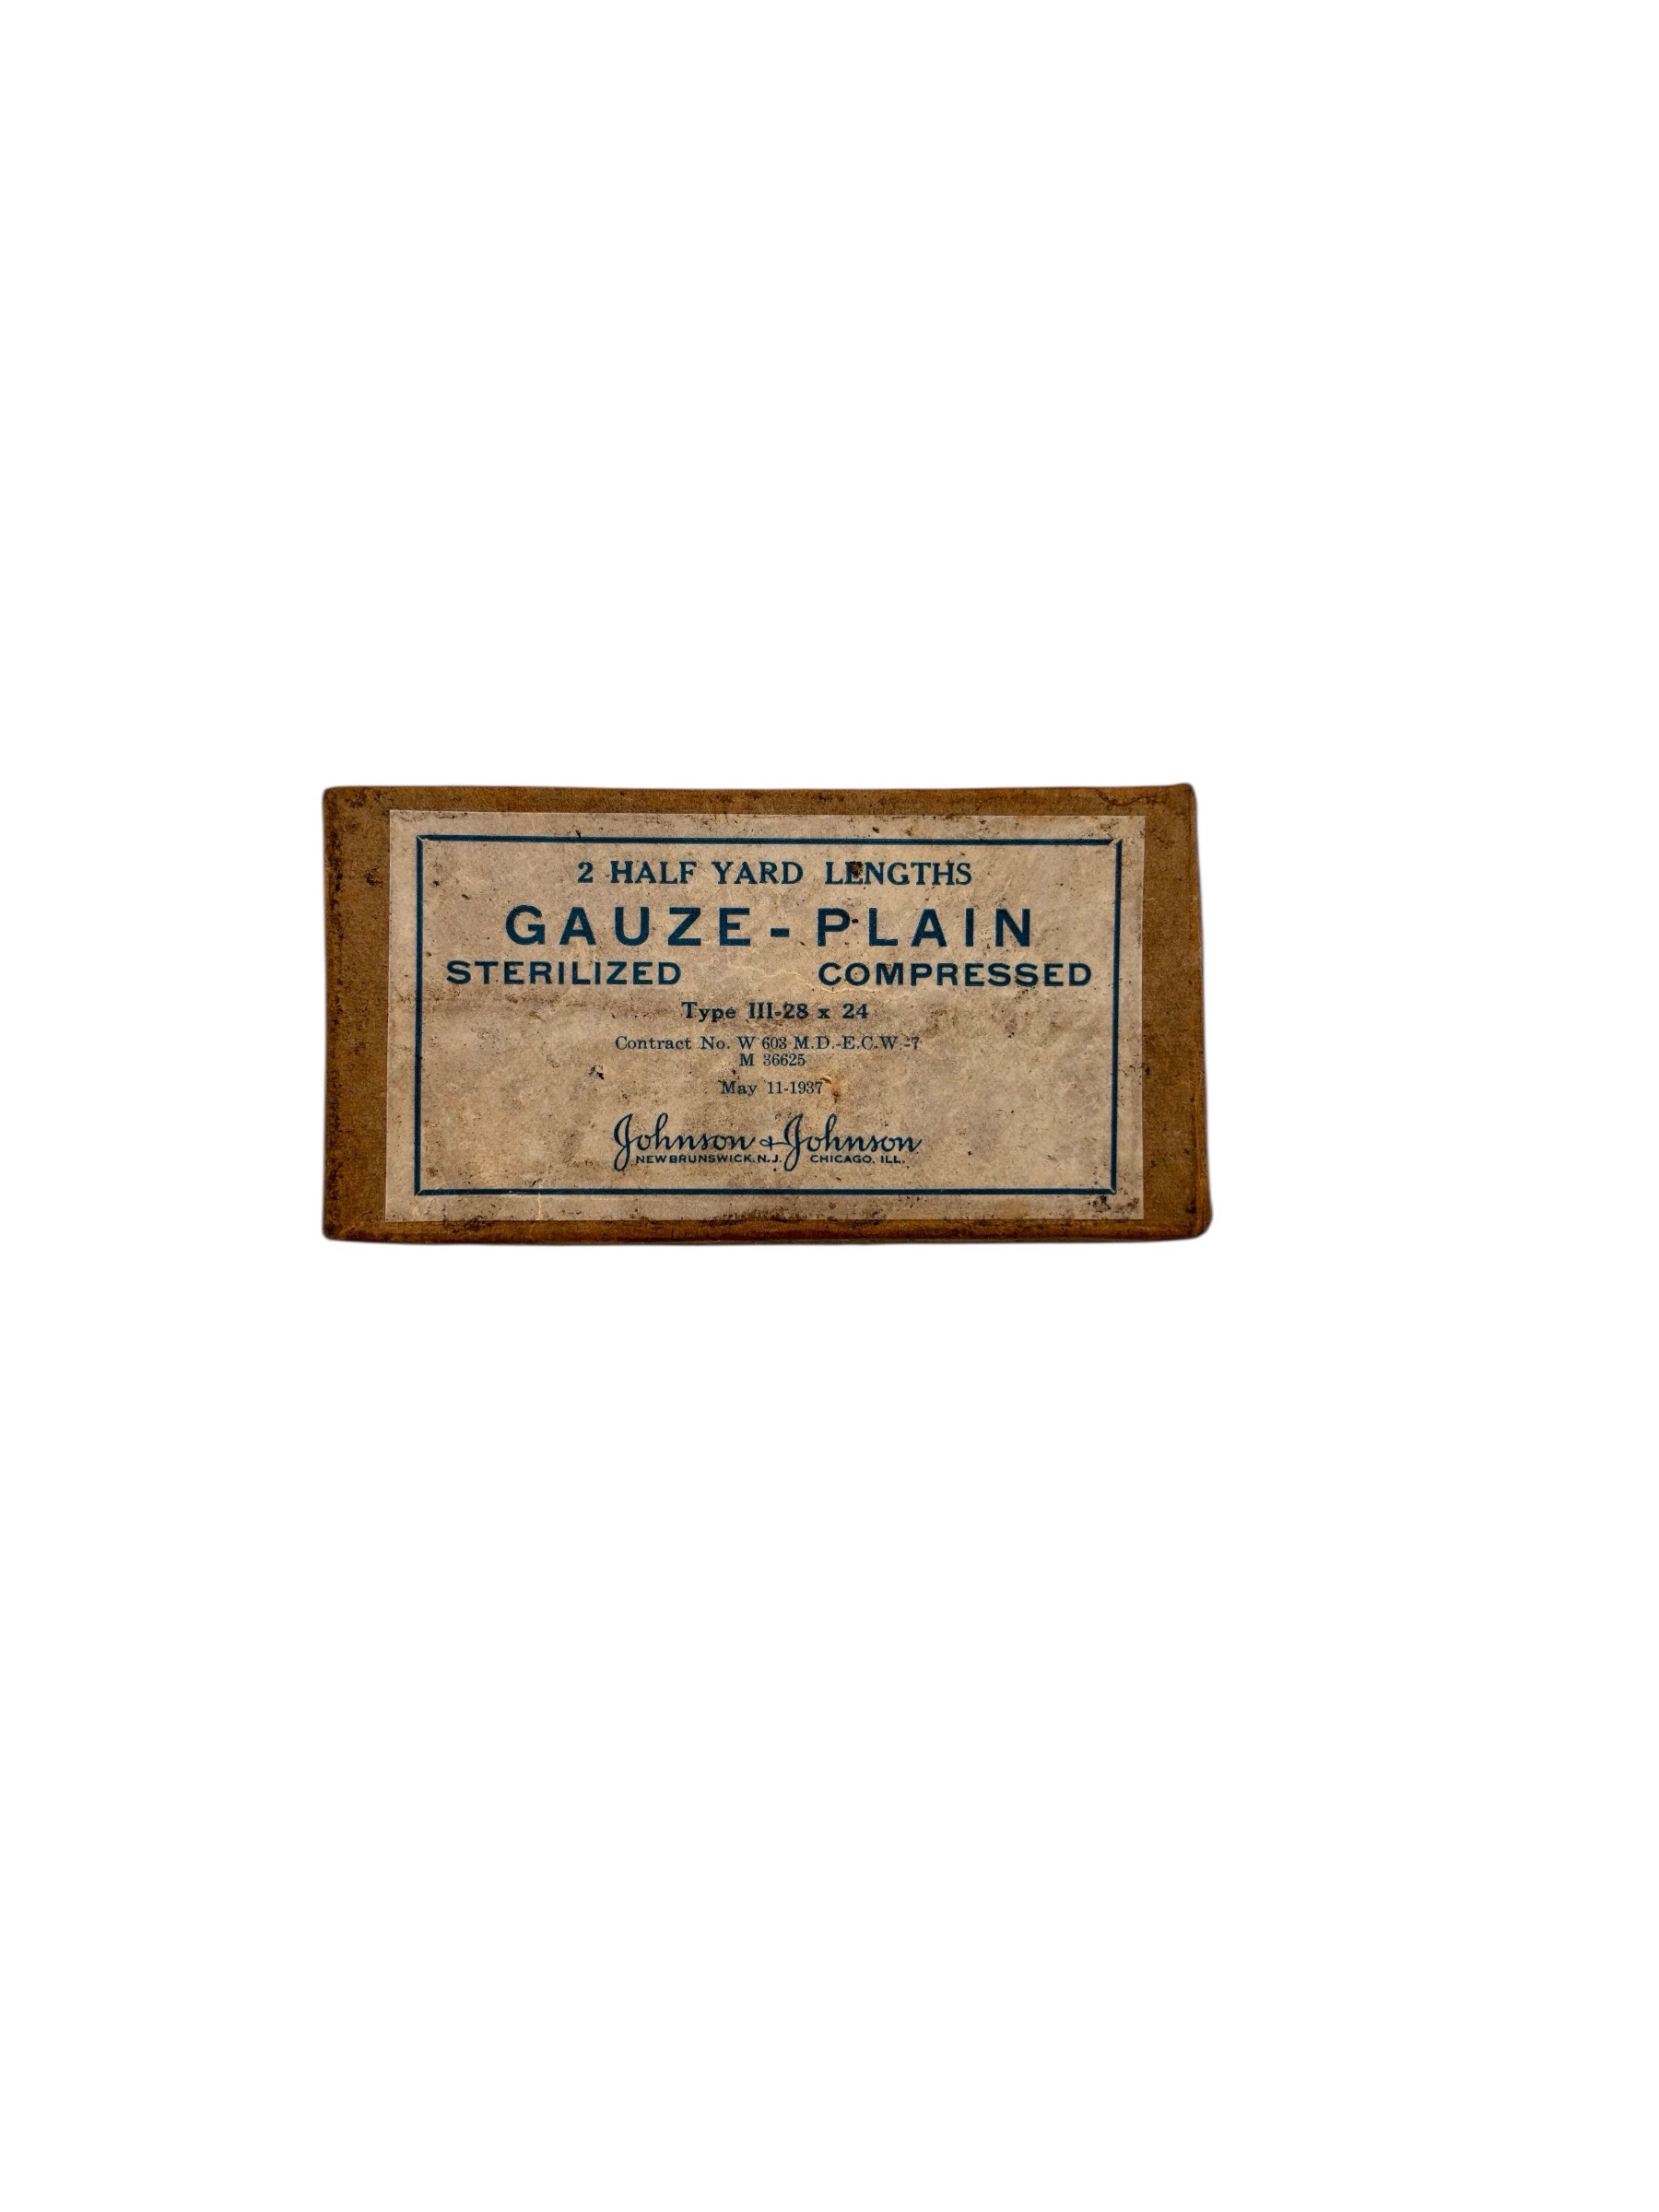 2 HALF YARD LENGTHS
GAUZE - PLAIN
STERILIZED COMPRESSED
Type III-28 x 24
Contract No. W 603 M.D.-E.C.W.-7
M 36625
May 11-1937
Johnson & Johnson
NEW BRUNSWICK, N.J. CHICAGO, ILL.